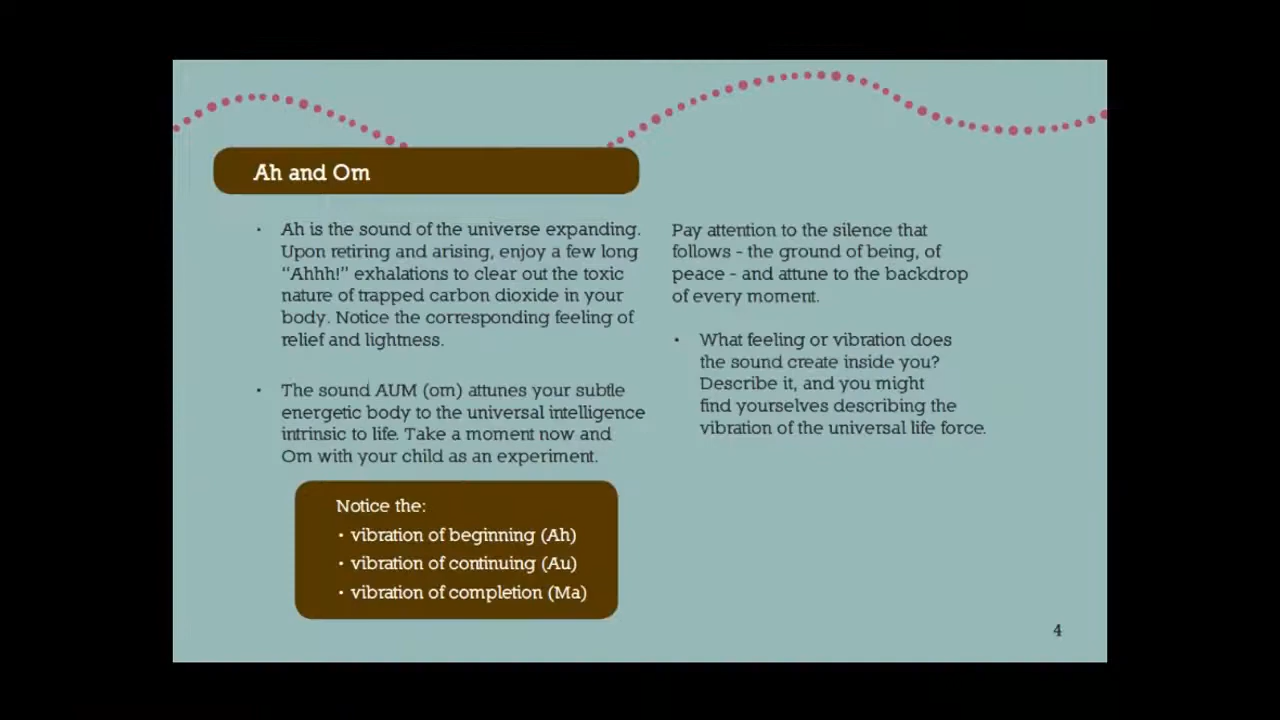 Ah and Om
• Ah is the sound of the universe expanding.
Upon retiring and arising, enjoy a few long
“Ahhh!” exhalations to clear out the toxic
nature of trapped carbon dioxide in your
body. Notice the corresponding feeling of
relief and lightness.
• The sound AUM (om) attunes your subtle
energetic body to the universal intelligence
intrinsic to life. Take a moment now and
Om with your child as an experiment.
Notice the:
• vibration of beginning (Ah)
• vibration of continuing (Au)
• vibration of completion (Ma)
Pay attention to the silence that
follows - the ground of being, of
peace - and attune to the backdrop
of every moment.
• What feeling or vibration does
the sound create inside you?
Describe it, and you might
find yourselves describing the
vibration of the universal life force.
4